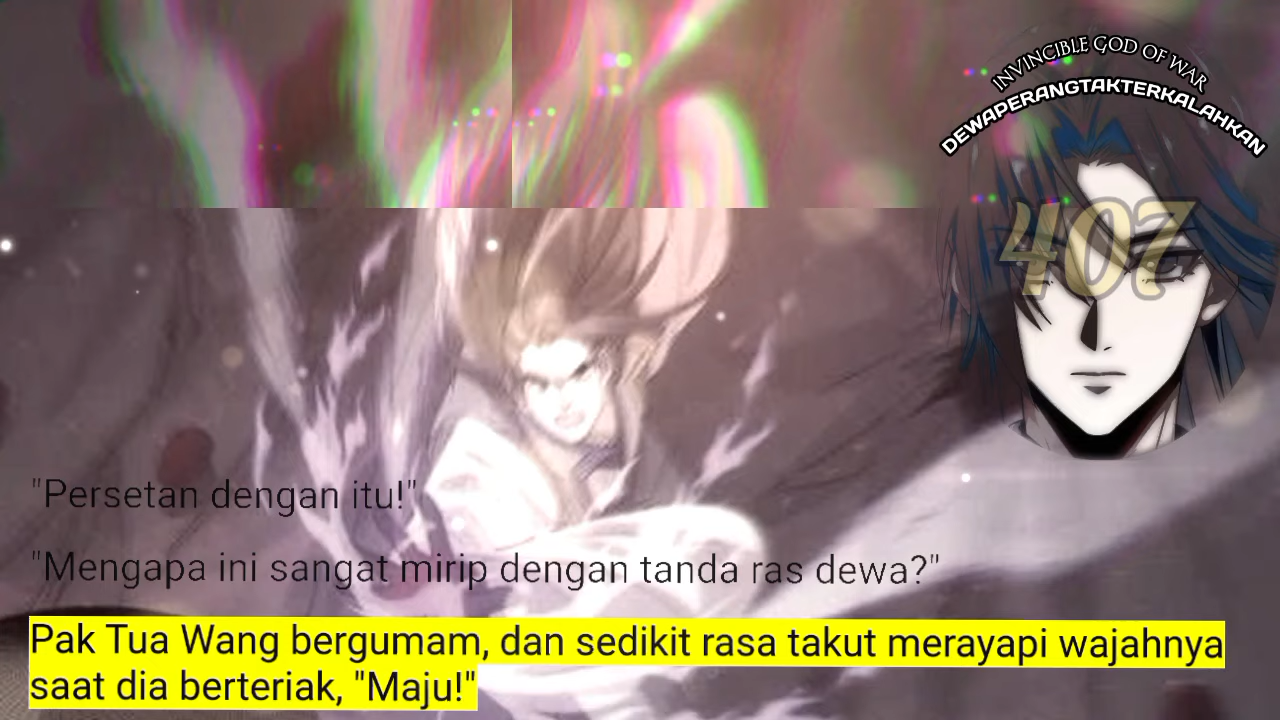 INVINCIBLE GOD OF WAR
DEWAPERANGTAKTERKALAHKAN
407
"Persetan dengan itu!"
"Mengapa ini sangat mirip dengan tanda ras dewa?"
Pak Tua Wang bergumam, dan sedikit rasa takut merayapi wajahnya
saat dia berteriak, "Maju!"